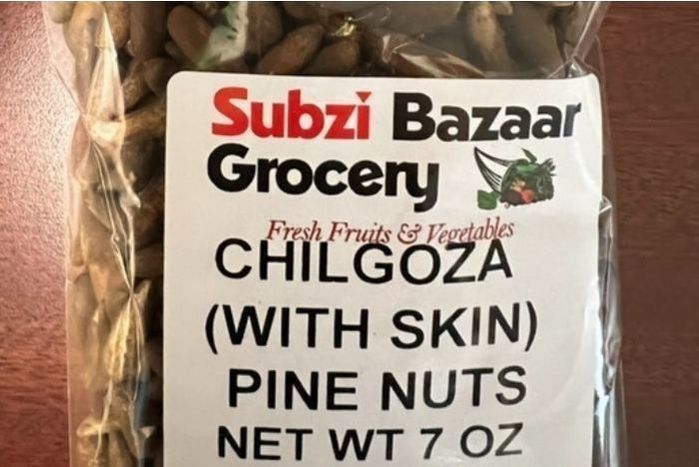 Subzi Bazaar
Grocery
Fresh Fruits & Vegetables
CHILGOZA
(WITH SKIN)
PINE NUTS
NET WT 7 OZ